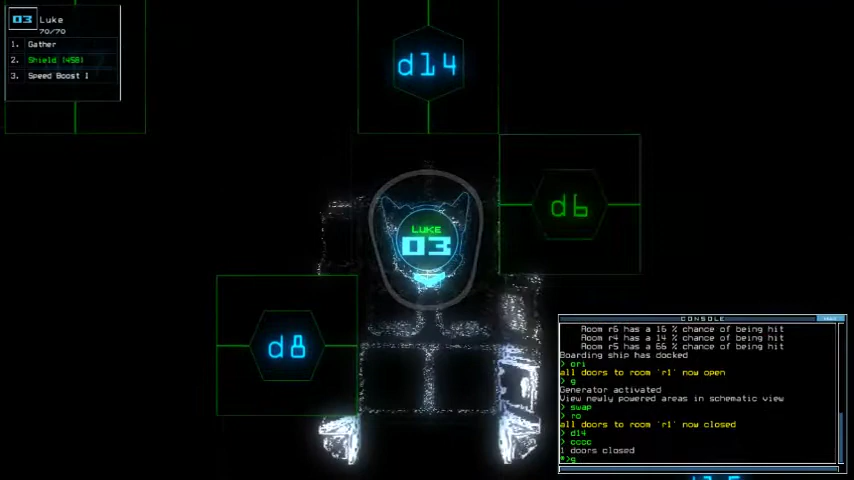 03 Luke
70/70
1. Gather
2. Shield (458)
3. Speed Boost 1
d14
d6
LUKE
03
d8
CONSOLE
Room r6 has a 16 % chance of being hit
Room r4 has a 14 % chance of being hit
Room r5 has a 66 % chance of being hit
Boarding ship has docked
> ori
all doors to room `r1` now open
> g
Generator activated
View newly powered areas in schematic view
> swap
> ro
all doors to room `r1` now closed
> d14
> cccc
1 doors closed
>g